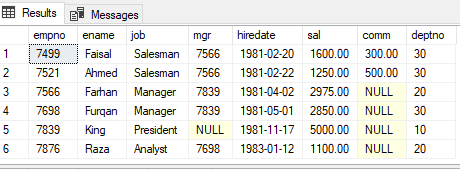 Results Messages
empno ename job mgr hiredate sal comm deptno
1 7499 Faisal Salesman 7566 1981-02-20 1600.00 300.00 30
2 7521 Ahmed Salesman 7566 1981-02-22 1250.00 500.00 30
3 7566 Farhan Manager 7839 1981-04-02 2975.00 NULL 20
4 7698 Furqan Manager 7839 1981-05-01 2850.00 NULL 30
5 7839 King President NULL 1981-11-17 5000.00 NULL 10
6 7876 Raza Analyst 7698 1983-01-12 1100.00 NULL 20